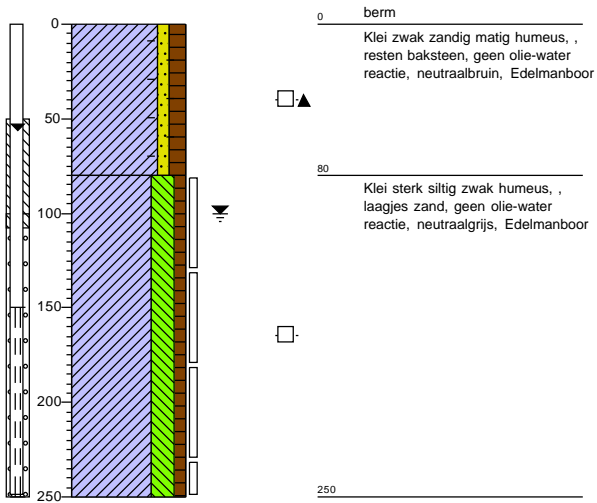 0
50
100
150
200
250
0
berm
Klei zwak zandig matig humeus, ,
resten baksteen, geen olie-water
reactie, neutraalbruin, Edelmanboor
80
Klei sterk siltig zwak humeus, ,
laagjes zand, geen olie-water
reactie, neutraalgrijs, Edelmanboor
250